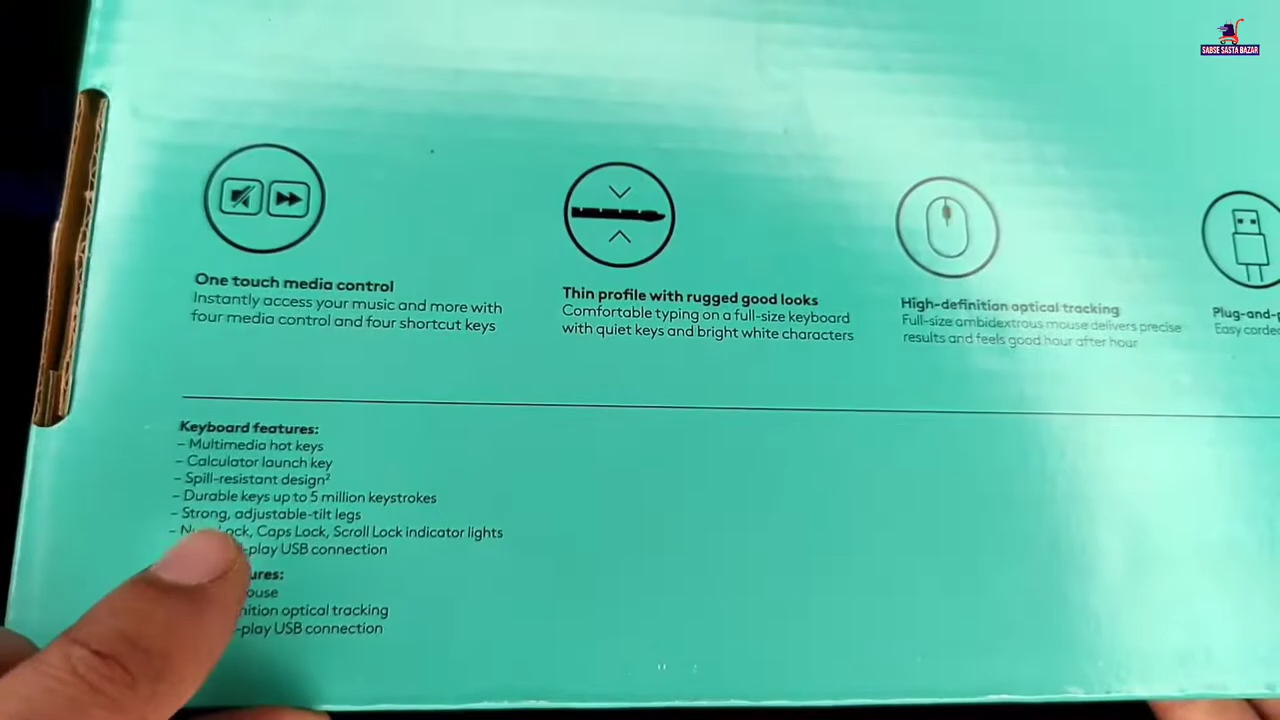 SABSE SASTA BAZAR
One touch media control
Instantly access your music and more with
four media control and four shortcut keys
Thin profile with rugged good looks
Comfortable typing on a full-size keyboard
with quiet keys and bright white characters
High-definition optical tracking
Full-size ambidextrous mouse delivers precise
results and feels good hour after hour
Plug-and-
Easy corded
Keyboard features:
– Multimedia hot keys
– Calculator launch key
– Spill-resistant design²
– Durable keys up to 5 million keystrokes
– Strong, adjustable-tilt legs
– Lock, Caps Lock, Scroll Lock indicator lights
-play USB connection
optical tracking
-play USB connection